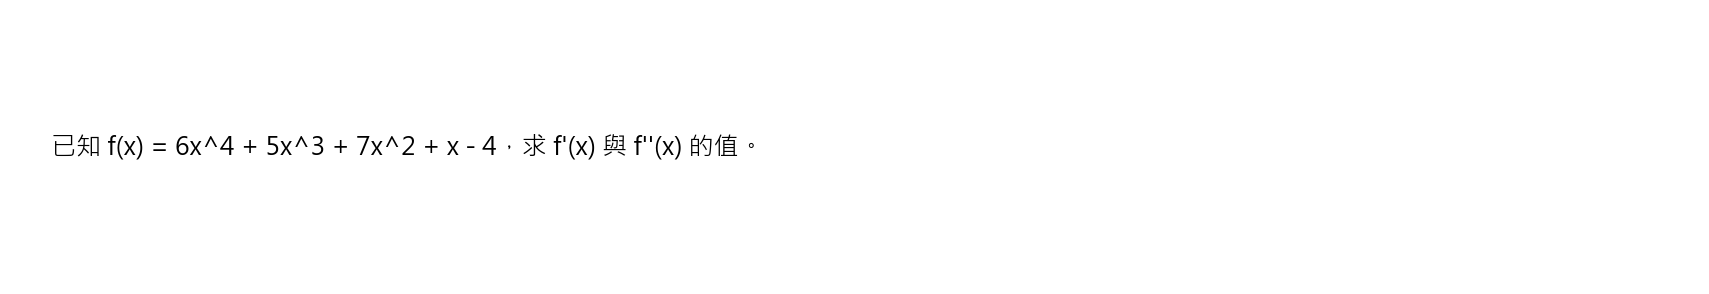 已知 f(x) = 6x^4 + 5x^3 + 7x^2 + x - 4，求 f'(x) 與 f''(x) 的值。